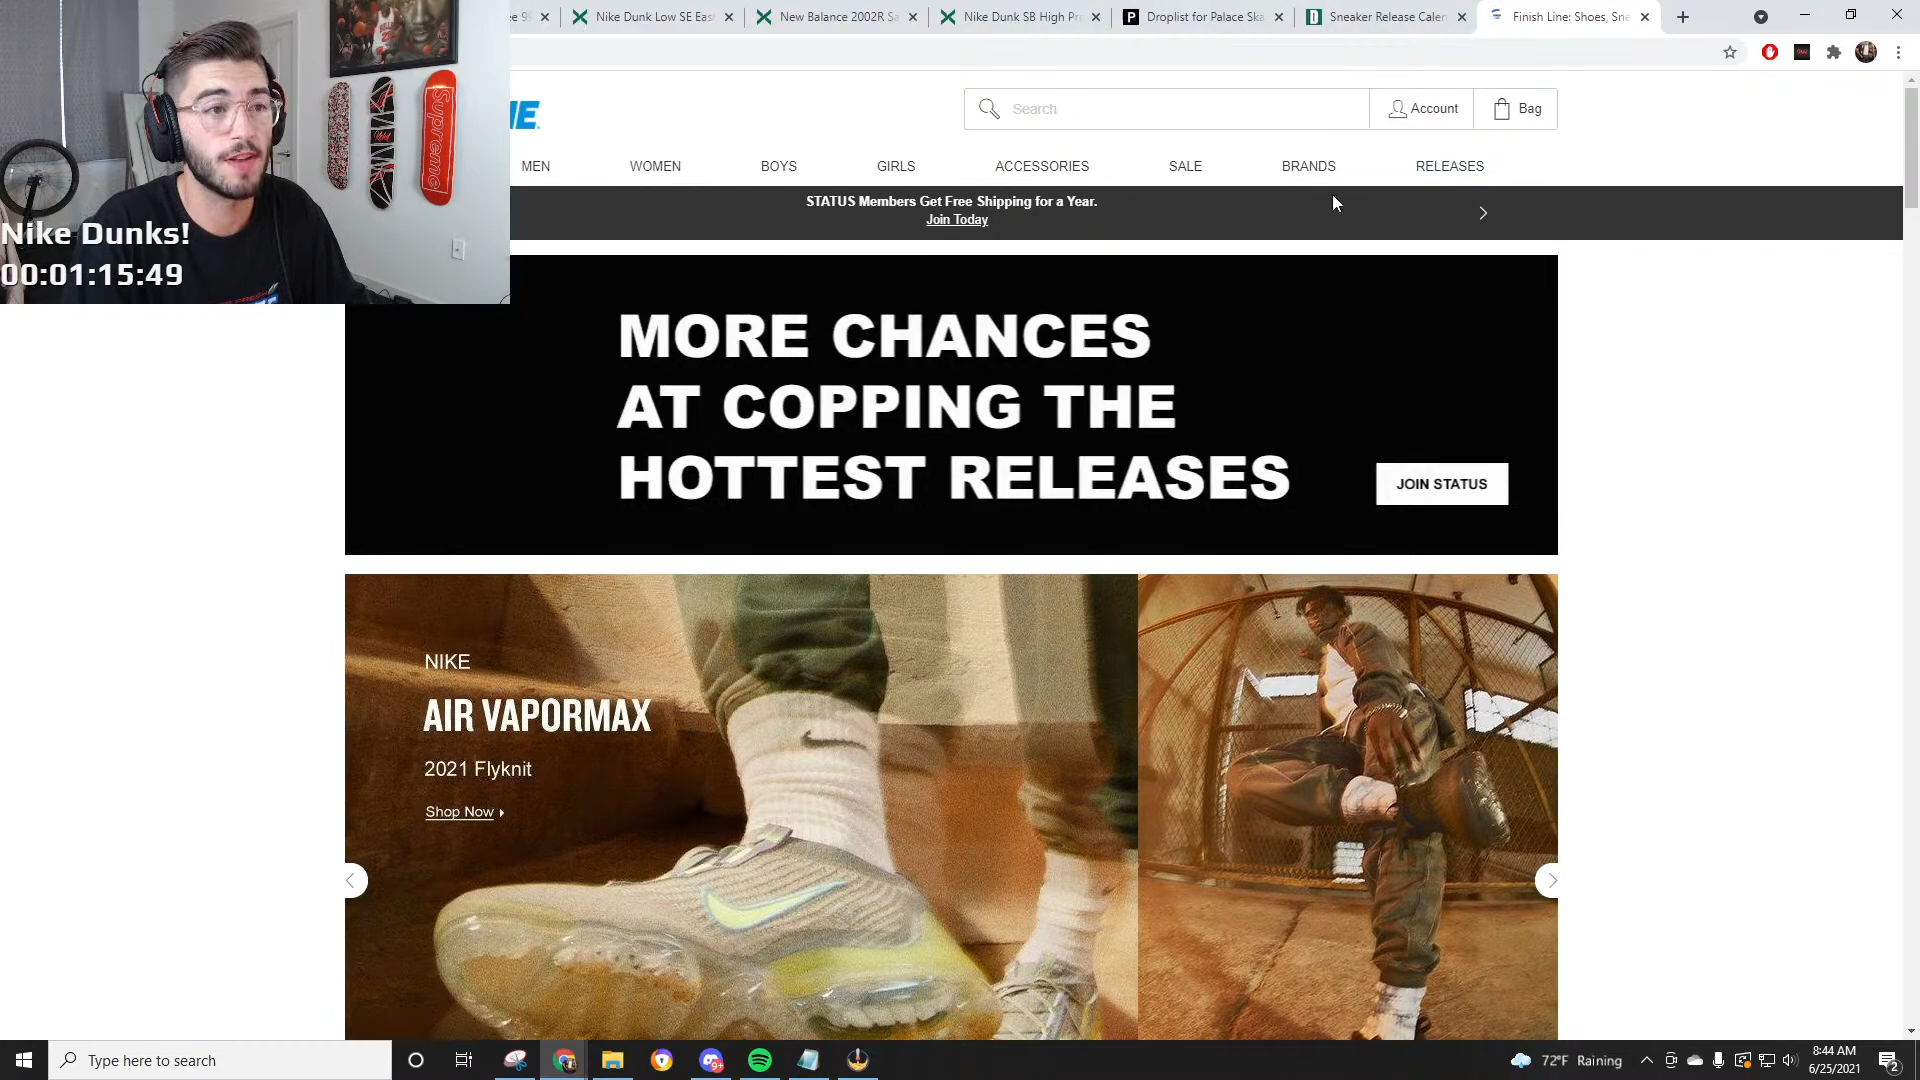 Nike Dunk Low SE East
New Balance 2002R Sa
Nike Dunk SB High Pr
Droplist for Palace Ska
Sneaker Release Calen
Finish Line: Shoes, Sne
Supreme
Search
Account
Bag
MEN
WOMEN
BOYS
GIRLS
ACCESSORIES
SALE
BRANDS
RELEASES
STATUS Members Get Free Shipping for a Year.
Join Today
Nike Dunks!
00:01:15:49
MORE CHANCES
AT COPPING THE
HOTTEST RELEASES
JOIN STATUS
NIKE
AIR VAPORMAX
2021 Flyknit
Shop Now
Type here to search
9+
72°F Raining
8:44 AM
6/25/2021
2